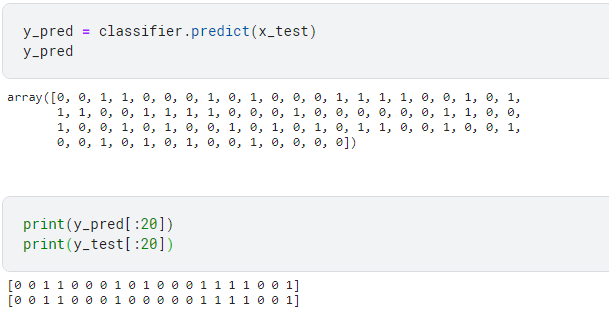 y_pred = classifier.predict(x_test)
y_pred
array([0, 0, 1, 1, 0, 0, 0, 1, 0, 1, 0, 0, 0, 1, 1, 1, 1, 0, 0, 1, 0, 1,
1, 1, 0, 0, 1, 1, 1, 1, 0, 0, 0, 1, 0, 0, 0, 0, 0, 0, 1, 1, 0, 0,
1, 0, 0, 1, 0, 1, 0, 0, 1, 0, 1, 0, 1, 0, 1, 1, 0, 0, 1, 0, 0, 1,
0, 0, 1, 0, 1, 0, 1, 0, 0, 1, 0, 0, 0, 0])
print(y_pred[:20])
print(y_test[:20])
[0 0 1 1 0 0 0 1 0 1 0 0 0 1 1 1 1 0 0 1]
[0 0 1 1 0 0 0 1 0 0 0 0 0 1 1 1 1 0 0 1]